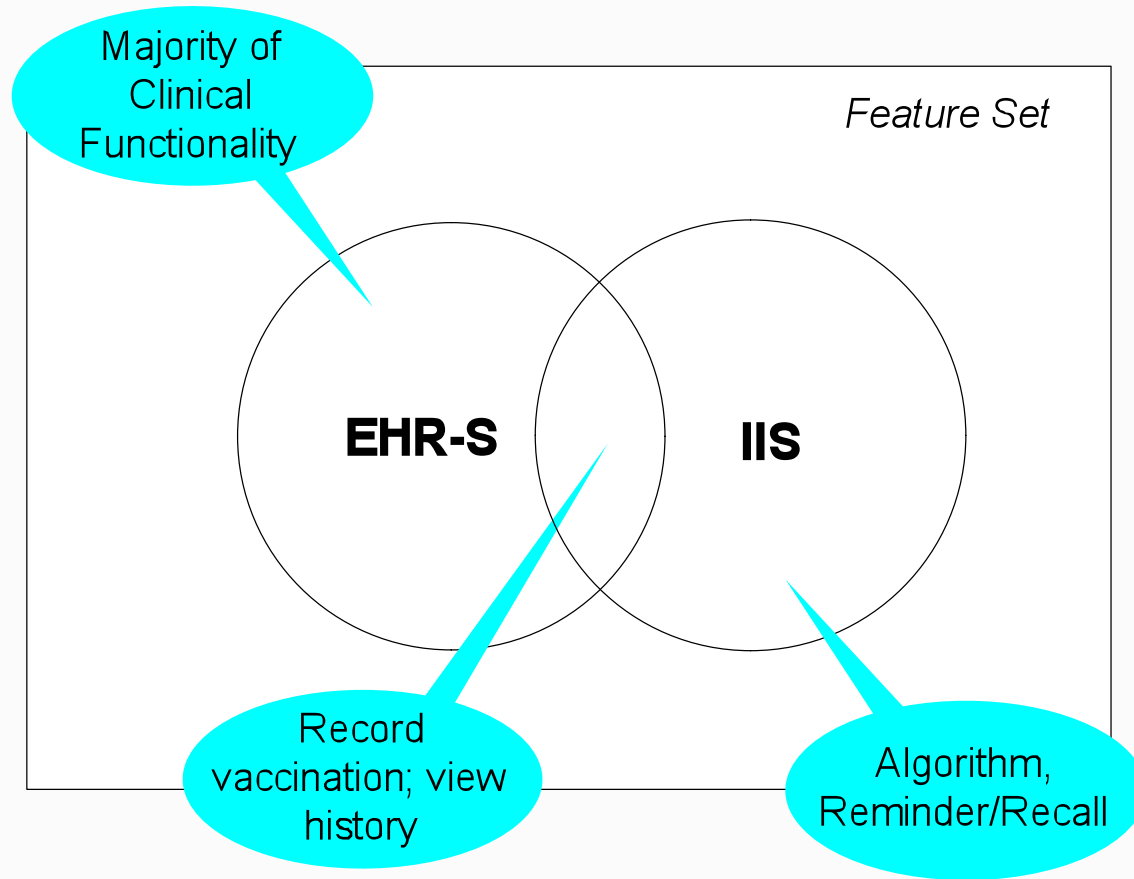 Majority of
Clinical
Functionality
Feature Set
EHR-S
IIS
Record
vaccination; view
history
Algorithm,
Reminder/Recall